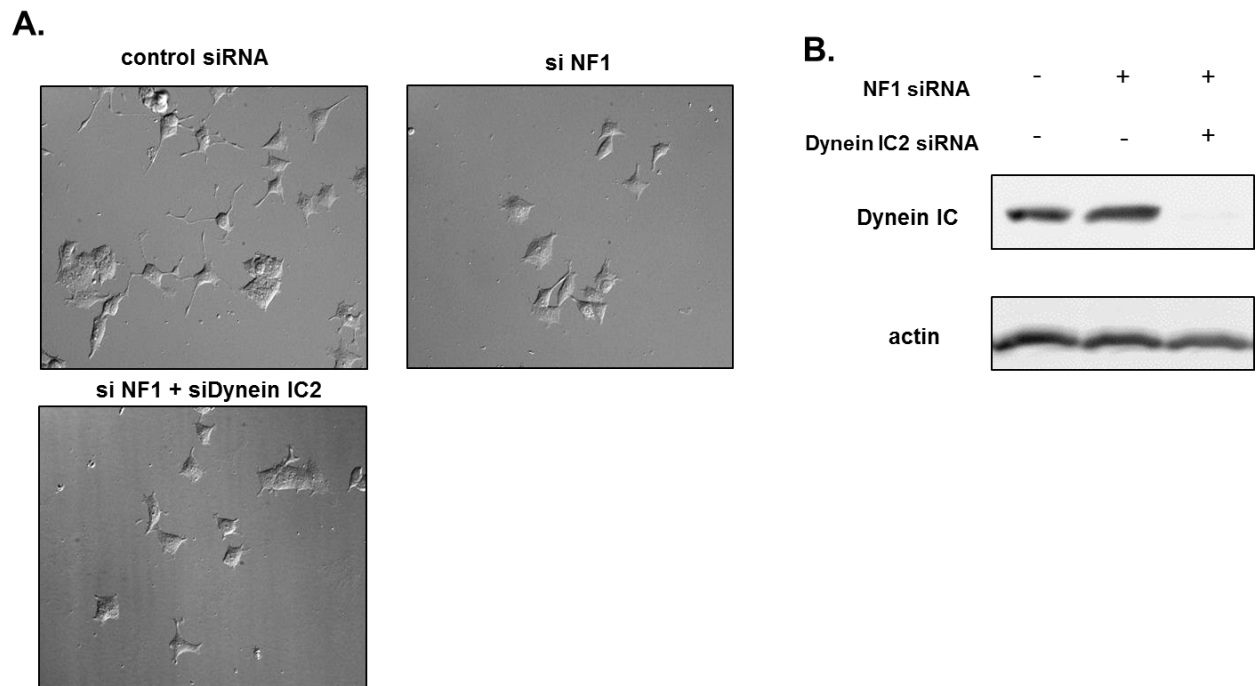 A.
control siRNA
si NF1
si NF1 + siDynein IC2
B.
NF1 siRNA - + +
Dynein IC2 siRNA - - +
Dynein IC
actin